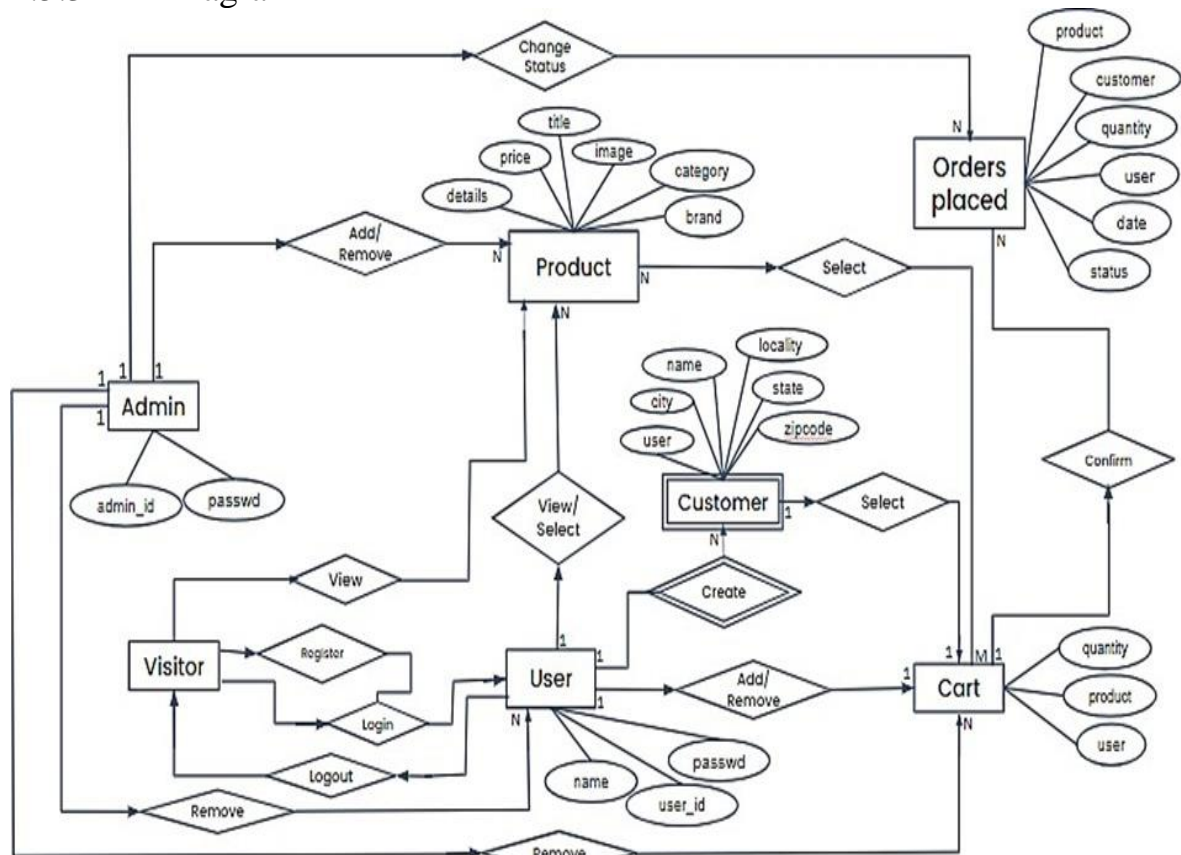 Change
Status
product
customer
quantity
user
date
status
Orders
placed
N
N
title
price
image
category
details
brand
Add/
Remove
Product
N
N
N
Select
1
1
1
1
Admin
admin_id
passwd
name
locality
city
state
user
zipcode
Customer
1
N
Select
Confirm
View/
Select
View
Create
Visitor
Register
Login
Logout
User
1
1
1
N
Add/
Remove
1
1
M
1
Cart
N
quantity
product
user
name
user_id
passwd
Remove
Remove